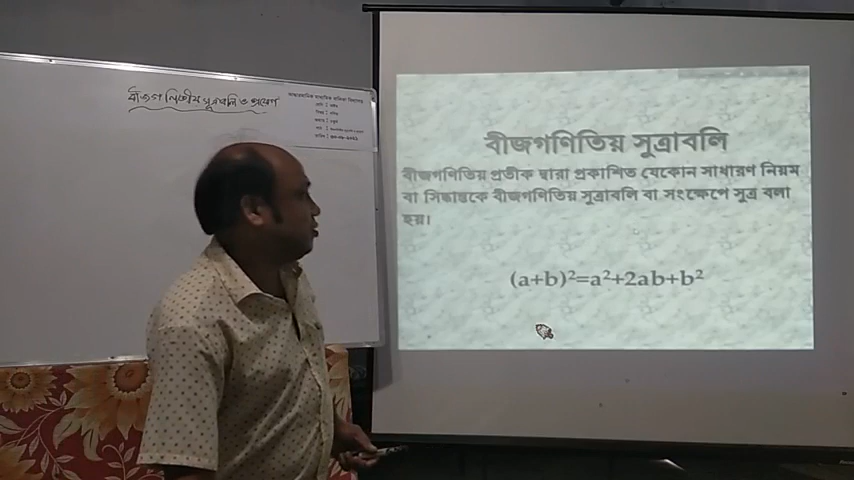 বীজগণিতীয় সূত্রাবলি ও প্রয়োগ
বীজগণিতিয় সুত্রাবলি
বীজগণিতিয় প্রতীক দ্বারা প্রকাশিত যেকোন সাধারণ নিয়ম
বা সিদ্ধান্তকে বীজগণিতিয় সুত্রাবলি বা সংক্ষেপে সুত্র বলা
হয়।
(a+b)²=a²+2ab+b²